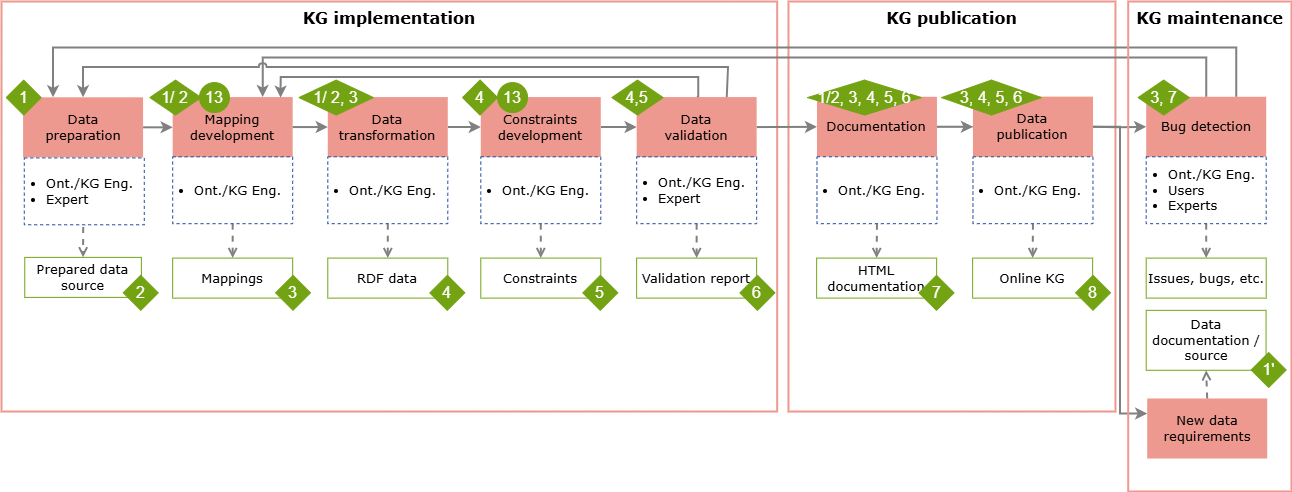 KG implementation
KG publication
KG maintenance
1
1/ 2
13
1/ 2, 3
4
13
4,5
1/2, 3, 4, 5, 6
3, 4, 5, 6
3, 7
Data
preparation
Mapping
development
Data
transformation
Constraints
development
Data
validation
Documentation
Data
publication
Bug detection
• Ont./KG Eng.
• Expert
• Ont./KG Eng.
• Ont./KG Eng.
• Ont./KG Eng.
• Ont./KG Eng.
• Expert
• Ont./KG Eng.
• Ont./KG Eng.
• Ont./KG Eng.
• Users
• Experts
Prepared data
source
2
Mappings
3
RDF data
4
Constraints
5
Validation report
6
HTML
documentation
7
Online KG
8
Issues, bugs, etc.
Data
documentation /
source
1'
New data
requirements